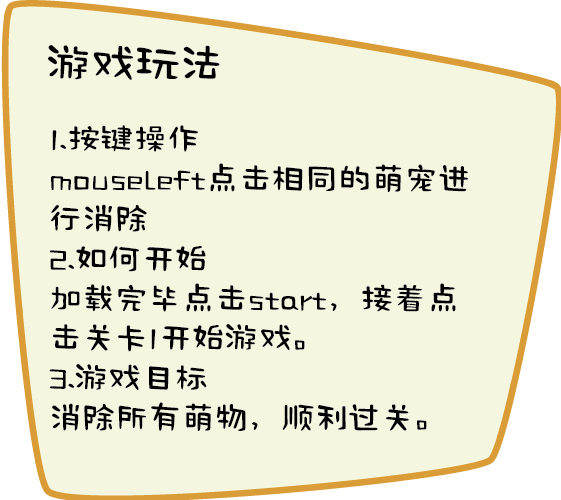 游戏玩法
1.按键操作
mouseleft点击相同的萌宠进
行消除
2.如何开始
加载完毕点击start，接着点
击关卡1开始游戏。
3.游戏目标
消除所有萌物，顺利过关。